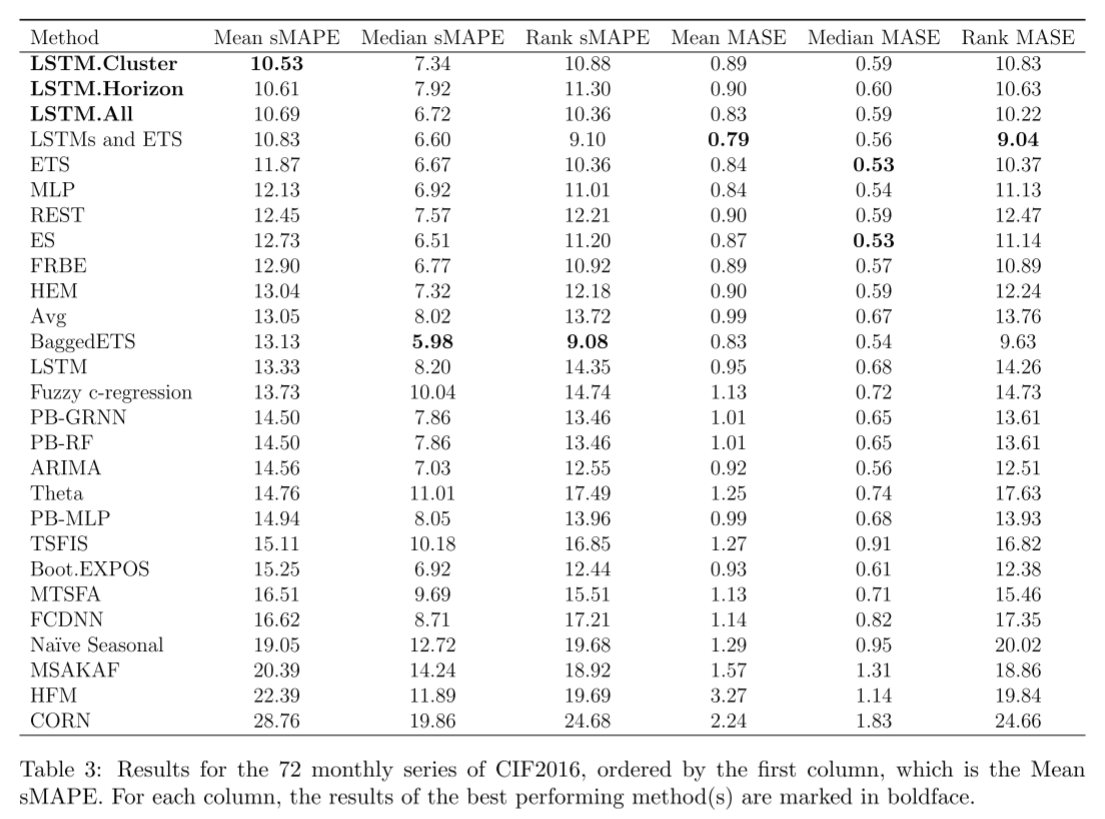 Method Mean sMAPE Median sMAPE Rank sMAPE Mean MASE Median MASE Rank MASE
LSTM.Cluster 10.53 7.34 10.88 0.89 0.59 10.83
LSTM.Horizon 10.61 7.92 11.30 0.90 0.60 10.63
LSTM.All 10.69 6.72 10.36 0.83 0.59 10.22
LSTMs and ETS 10.83 6.60 9.10 0.79 0.56 9.04
ETS 11.87 6.67 10.36 0.84 0.53 10.37
MLP 12.13 6.92 11.01 0.84 0.54 11.13
REST 12.45 7.57 12.21 0.90 0.59 12.47
ES 12.73 6.51 11.20 0.87 0.53 11.14
FRBE 12.90 6.77 10.92 0.89 0.57 10.89
HEM 13.04 7.32 12.18 0.90 0.59 12.24
Avg 13.05 8.02 13.72 0.99 0.67 13.76
BaggedETS 13.13 5.98 9.08 0.83 0.54 9.63
LSTM 13.33 8.20 14.35 0.95 0.68 14.26
Fuzzy c-regression 13.73 10.04 14.74 1.13 0.72 14.73
PB-GRNN 14.50 7.86 13.46 1.01 0.65 13.61
PB-RF 14.50 7.86 13.46 1.01 0.65 13.61
ARIMA 14.56 7.03 12.55 0.92 0.56 12.51
Theta 14.76 11.01 17.49 1.25 0.74 17.63
PB-MLP 14.94 8.05 13.96 0.99 0.68 13.93
TSFIS 15.11 10.18 16.85 1.27 0.91 16.82
Boot.EXPOS 15.25 6.92 12.44 0.93 0.61 12.38
MTSFA 16.51 9.69 15.51 1.13 0.71 15.46
FCDNN 16.62 8.71 17.21 1.14 0.82 17.35
Naïve Seasonal 19.05 12.72 19.68 1.29 0.95 20.02
MSAKAF 20.39 14.24 18.92 1.57 1.31 18.86
HFM 22.39 11.89 19.69 3.27 1.14 19.84
CORN 28.76 19.86 24.68 2.24 1.83 24.66
Table 3: Results for the 72 monthly series of CIF2016, ordered by the first column, which is the Mean
sMAPE. For each column, the results of the best performing method(s) are marked in boldface.